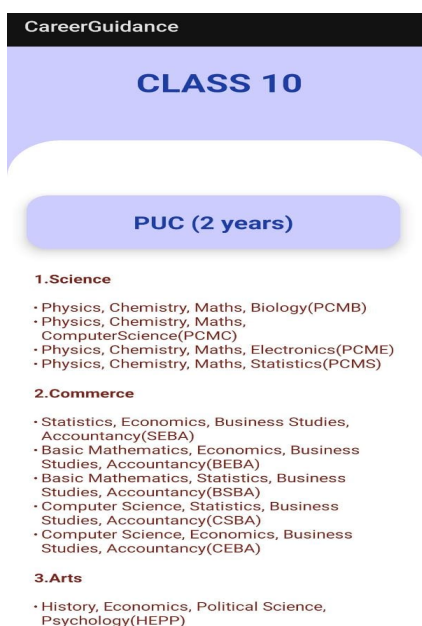 CareerGuidance
CLASS 10
PUC (2 years)
1.Science
• Physics, Chemistry, Maths, Biology(PCMB)
• Physics, Chemistry, Maths,
ComputerScience(PCMC)
• Physics, Chemistry, Maths, Electronics(PCME)
• Physics, Chemistry, Maths, Statistics(PCMS)
2.Commerce
• Statistics, Economics, Business Studies,
Accountancy(SEBA)
• Basic Mathematics, Economics, Business
Studies, Accountancy(BEBA)
• Basic Mathematics, Statistics, Business
Studies, Accountancy(BSBA)
• Computer Science, Statistics, Business
Studies, Accountancy(CSBA)
• Computer Science, Economics, Business
Studies, Accountancy(CEBA)
3.Arts
• History, Economics, Political Science,
Psychology(HEPP)